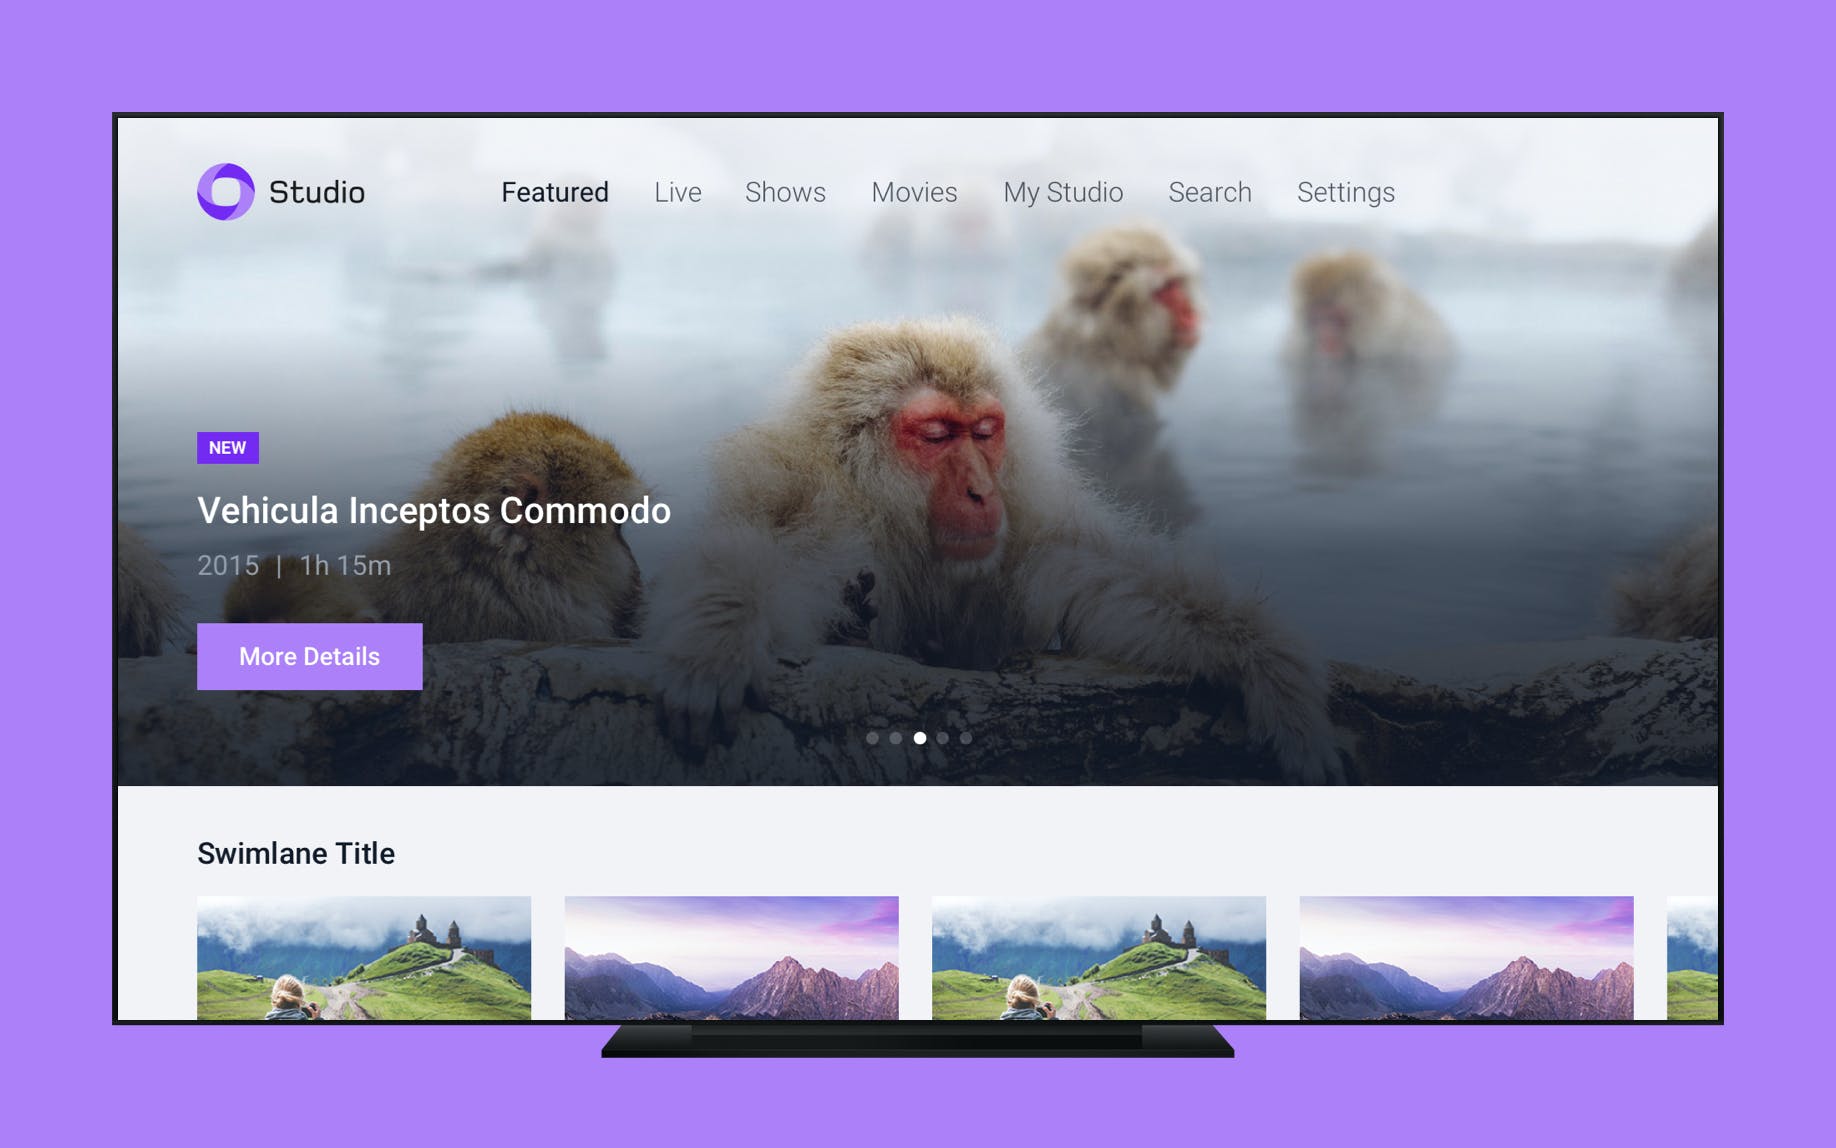 Studio
Featured Live Shows Movies My Studio Search Settings
NEW
Vehicula Inceptos Commodo
2015 | 1h 15m
More Details
Swimlane Title